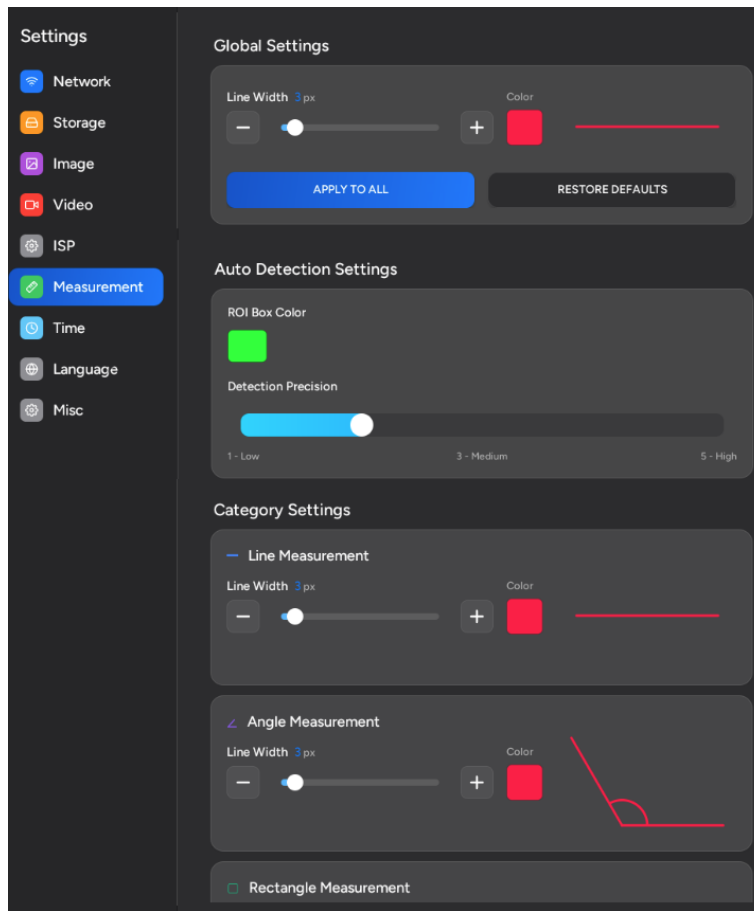 Settings
Network
Storage
Image
Video
ISP
Measurement
Time
Language
Misc
Global Settings
Line Width 3 px
Color
APPLY TO ALL
RESTORE DEFAULTS
Auto Detection Settings
ROI Box Color
Detection Precision
1 - Low
3 - Medium
5 - High
Category Settings
Line Measurement
Line Width 3 px
Color
Angle Measurement
Line Width 3 px
Color
Rectangle Measurement